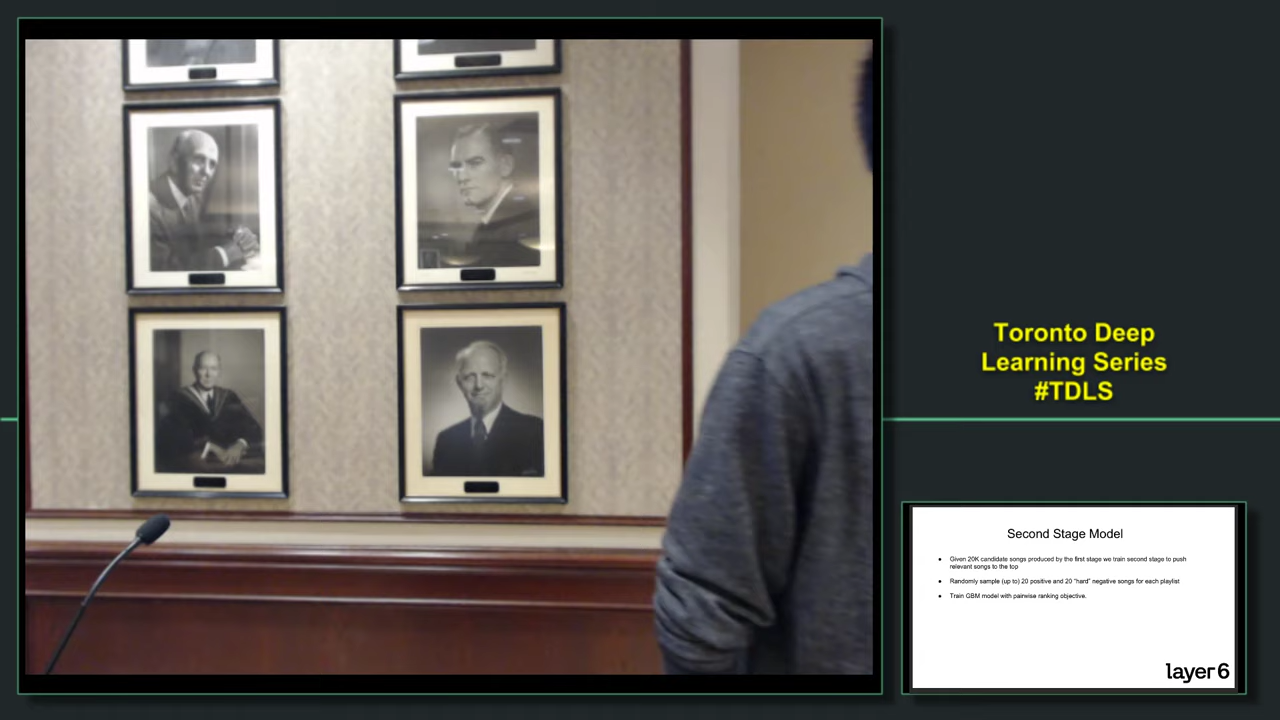 Toronto Deep
Learning Series
#TDLS
Second Stage Model
● Given 20K candidate songs produced by the first stage we train second stage to push
relevant songs to the top
● Randomly sample (up to) 20 positive and 20 "hard" negative songs for each playlist
● Train GBM model with pairwise ranking objective.
layer6